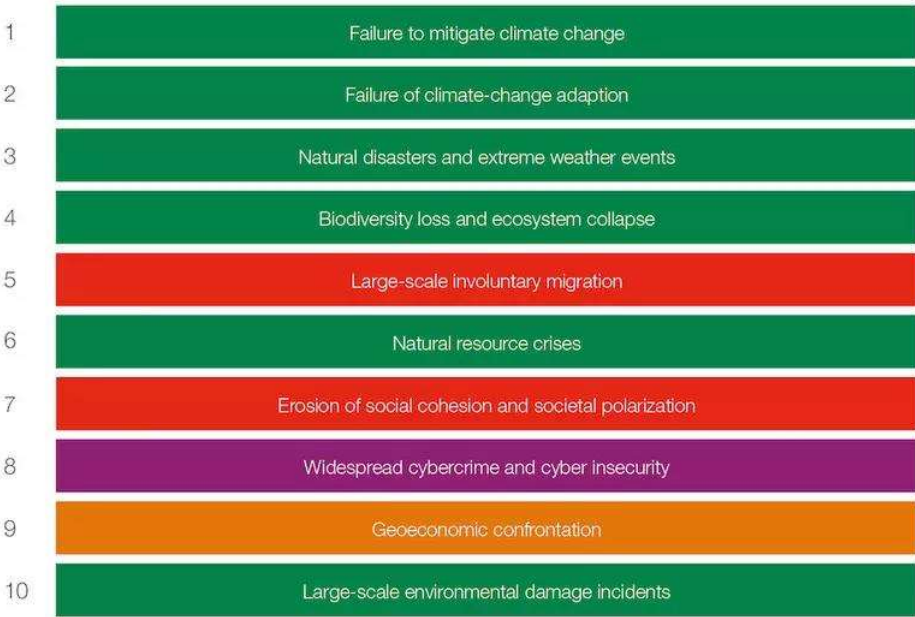 1 Failure to mitigate climate change
2 Failure of climate-change adaption
3 Natural disasters and extreme weather events
4 Biodiversity loss and ecosystem collapse
5 Large-scale involuntary migration
6 Natural resource crises
7 Erosion of social cohesion and societal polarization
8 Widespread cybercrime and cyber insecurity
9 Geoeconomic confrontation
10 Large-scale environmental damage incidents